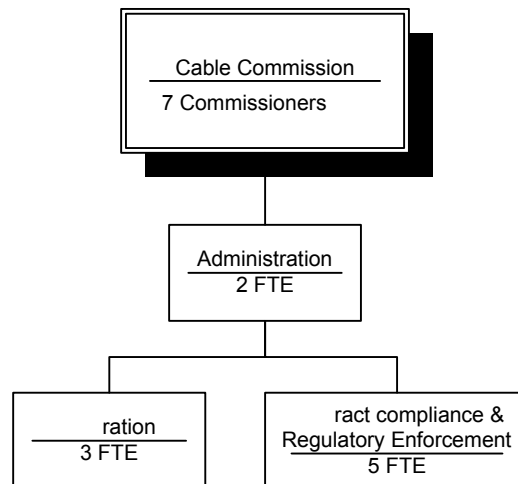 Cable Commission
7 Commissioners
Administration
2 FTE
ration
3 FTE
ract compliance &
Regulatory Enforcement
5 FTE